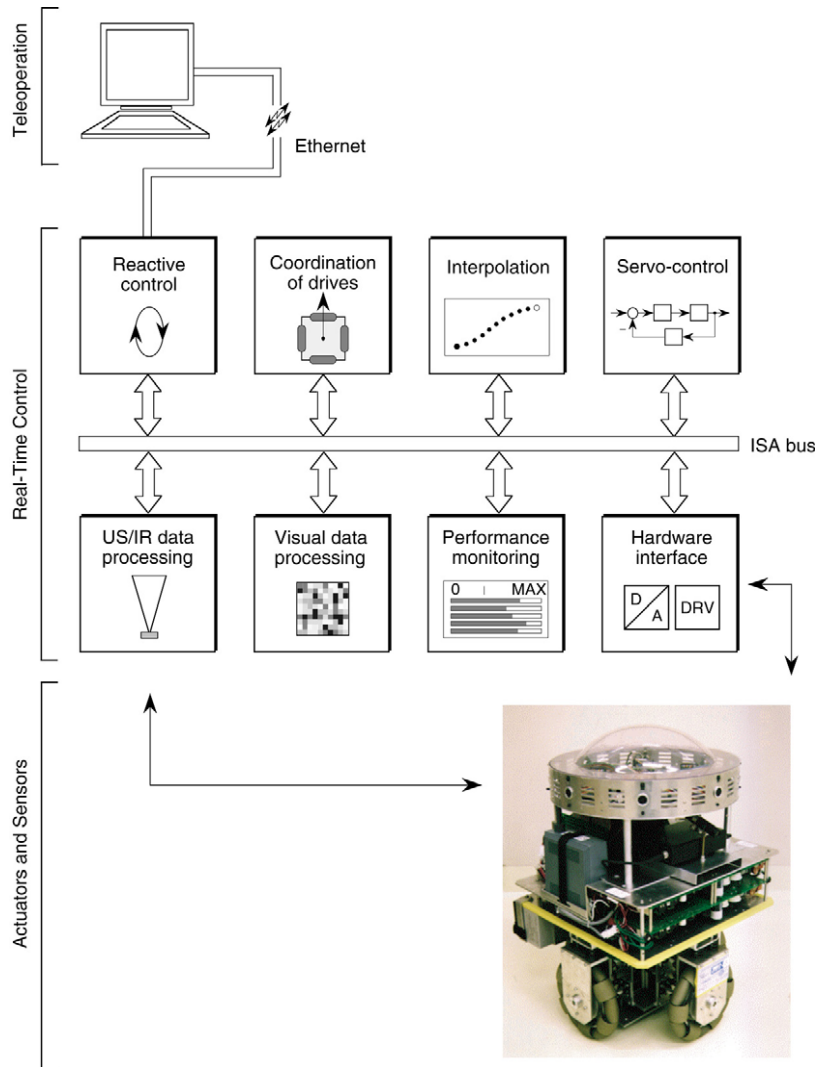 Teleoperation
Ethernet
Real-Time Control
Reactive
control
Coordination
of drives
Interpolation
Servo-control
–
ISA bus
US/IR data
processing
Visual data
processing
Performance
monitoring
0 MAX
Hardware
interface
D
A
DRV
Actuators and Sensors